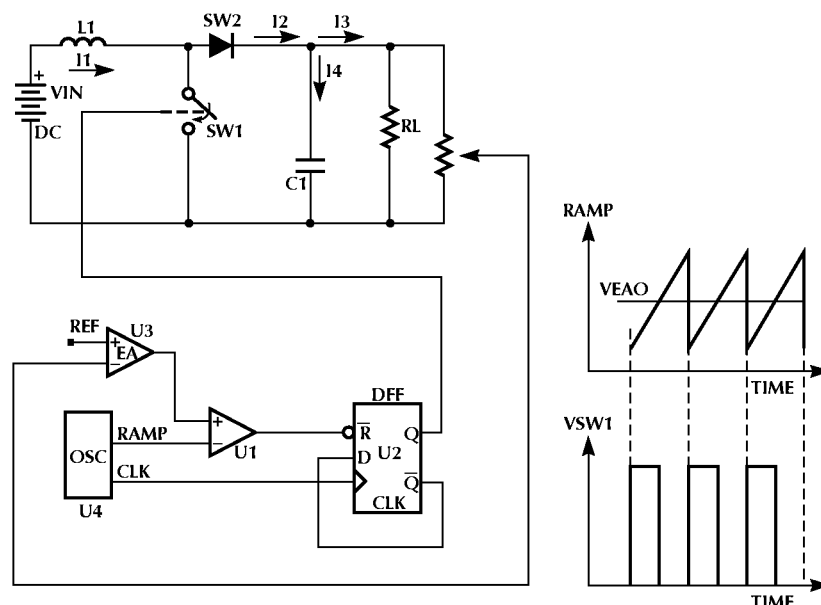 L1
SW2
I2
I3
I1
I4
+
VIN
DC
SW1
RL
C1
REF
+
EA
−
U3
+
−
U1
OSC
RAMP
CLK
U4
DFF
R̅
Q
D
U2
Q̅
CLK
RAMP
VEAO
TIME
VSW1
TIME